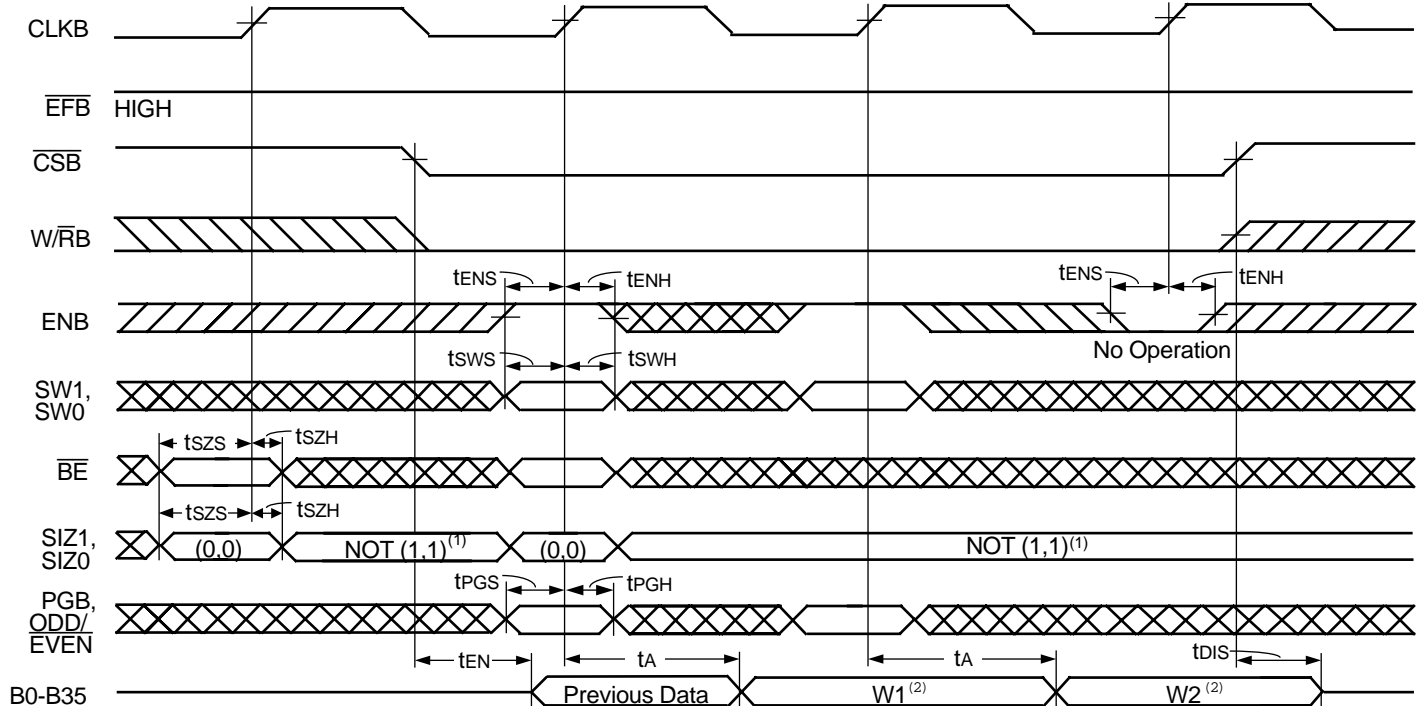 CLKB
EFB HIGH
CSB
W/RB
tENS tENH tENS tENH
ENB
No Operation
tSWS tSWH
SW1,
SW0
tSZS tSZH
BE
tSZS tSZH
SIZ1,
SIZ0
(0,0) NOT (1,1)(1) (0,0) NOT (1,1)(1)
tPGS tPGH
PGB,
ODD/
EVEN
tEN tA tA tDIS
B0-B35 Previous Data W1(2) W2(2)